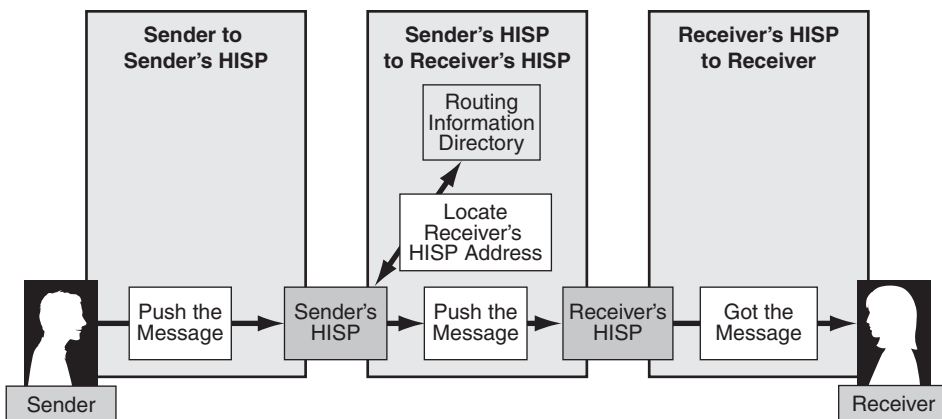 Sender to
Sender’s HISP
Sender’s HISP
to Receiver’s HISP
Receiver’s HISP
to Receiver
Routing
Information
Directory
Locate
Receiver’s
HISP Address
Push the
Message
Sender’s
HISP
Push the
Message
Receiver’s
HISP
Got the
Message
Sender
Receiver